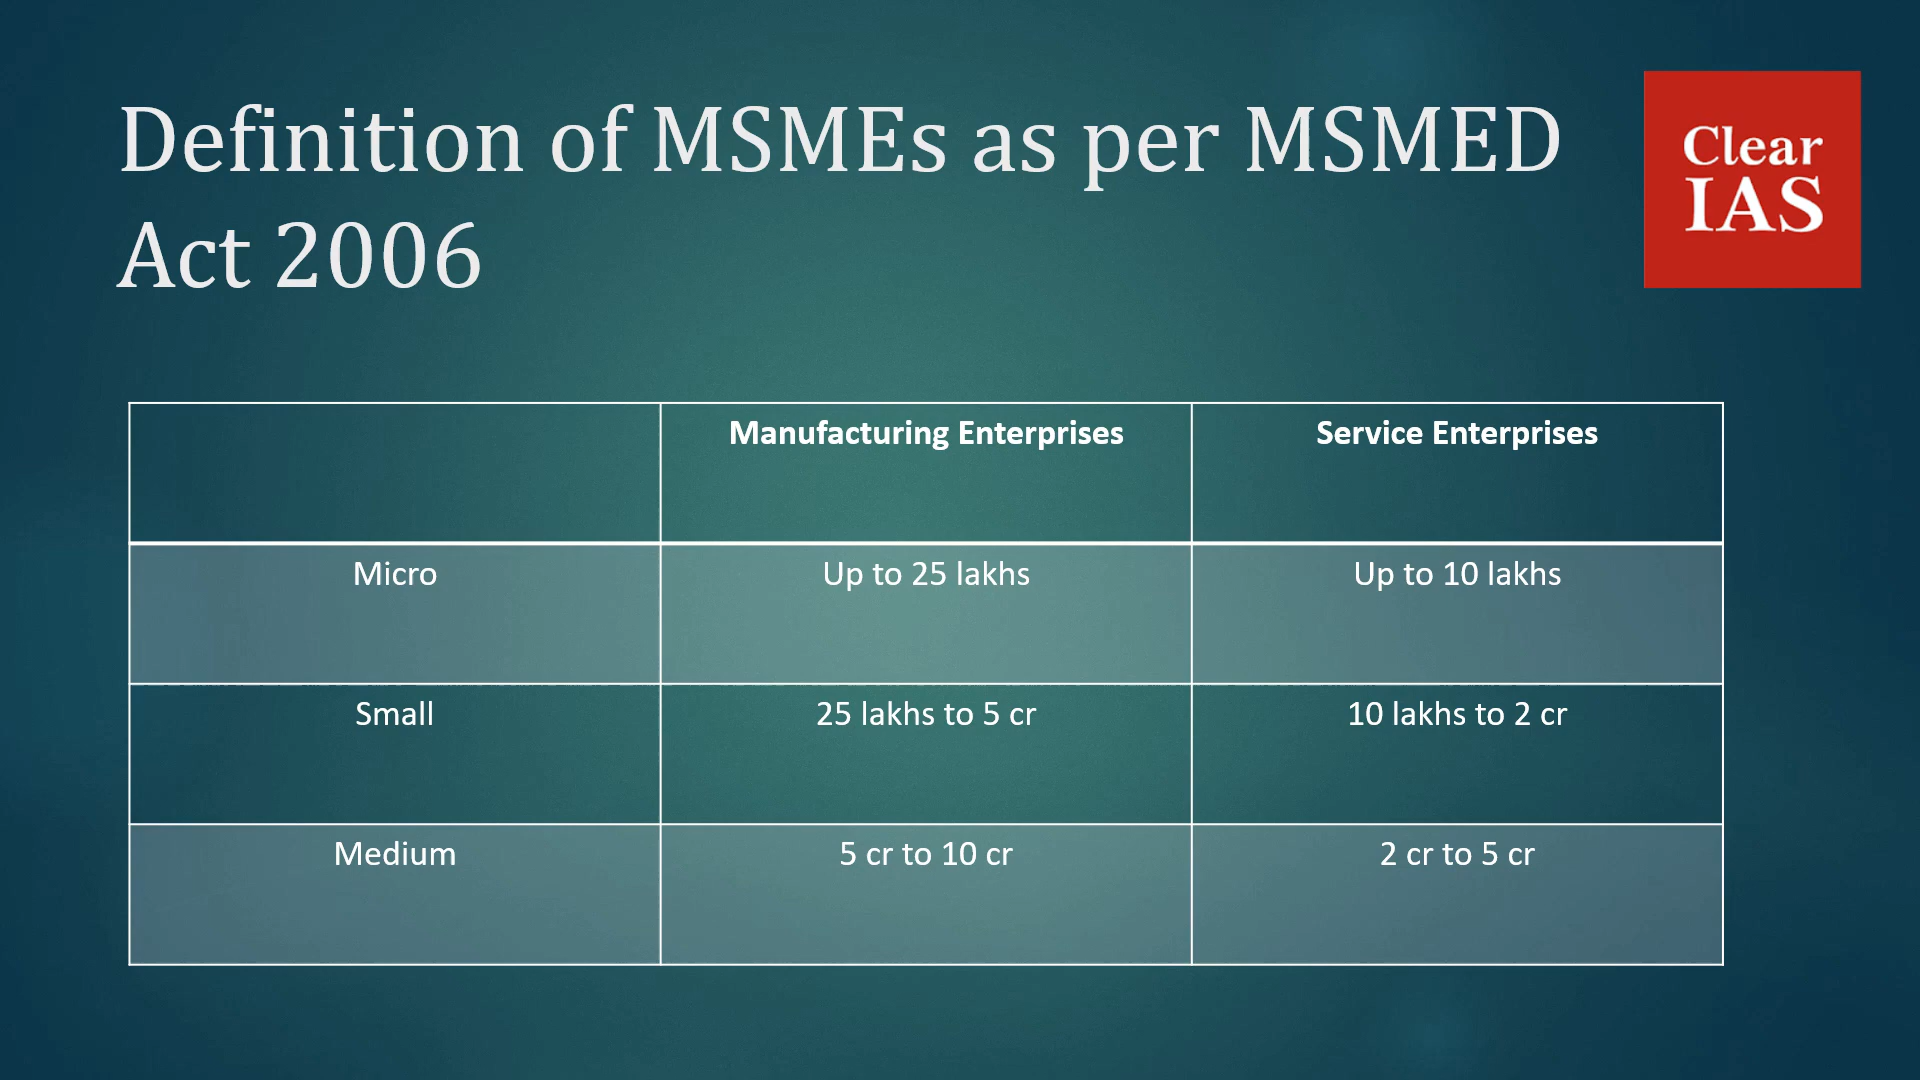 Definition of MSMEs as per MSMED
Act 2006
Clear
IAS
Manufacturing Enterprises
Service Enterprises
Micro
Up to 25 lakhs
Up to 10 lakhs
Small
25 lakhs to 5 cr
10 lakhs to 2 cr
Medium
5 cr to 10 cr
2 cr to 5 cr